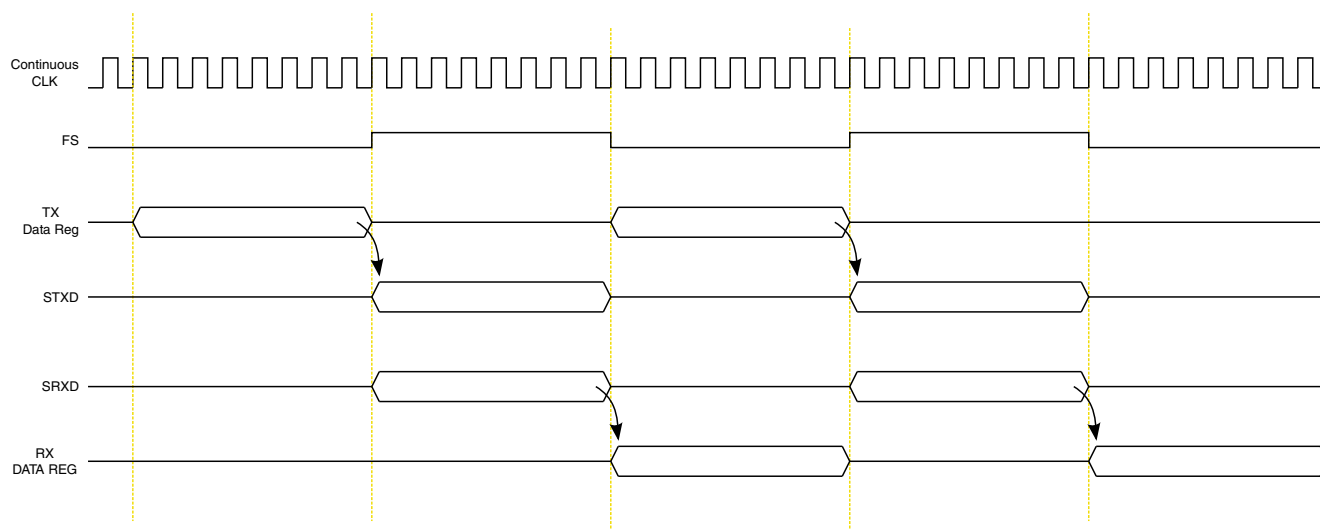 Continuous
CLK
FS
TX
Data Reg
STXD
SRXD
RX
DATA REG